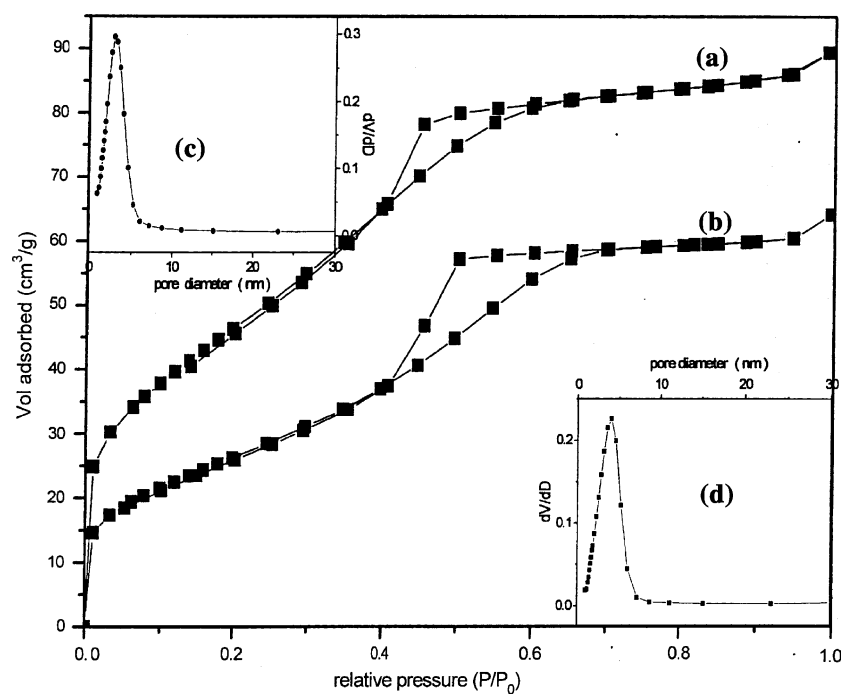 90
80
70
60
50
40
30
20
10
0
Vol adsorbed (cm³/g)
0.0 0.2 0.4 0.6 0.8 1.0
relative pressure (P/P₀)
(a)
(b)
(c)
0.3
0.2
0.1
0.0
dV/dD
0 10 20 30
pore diameter ( nm)
pore diameter ( nm)
0 10 20 30
0.2
0.1
0.0
dV/dD
(d)